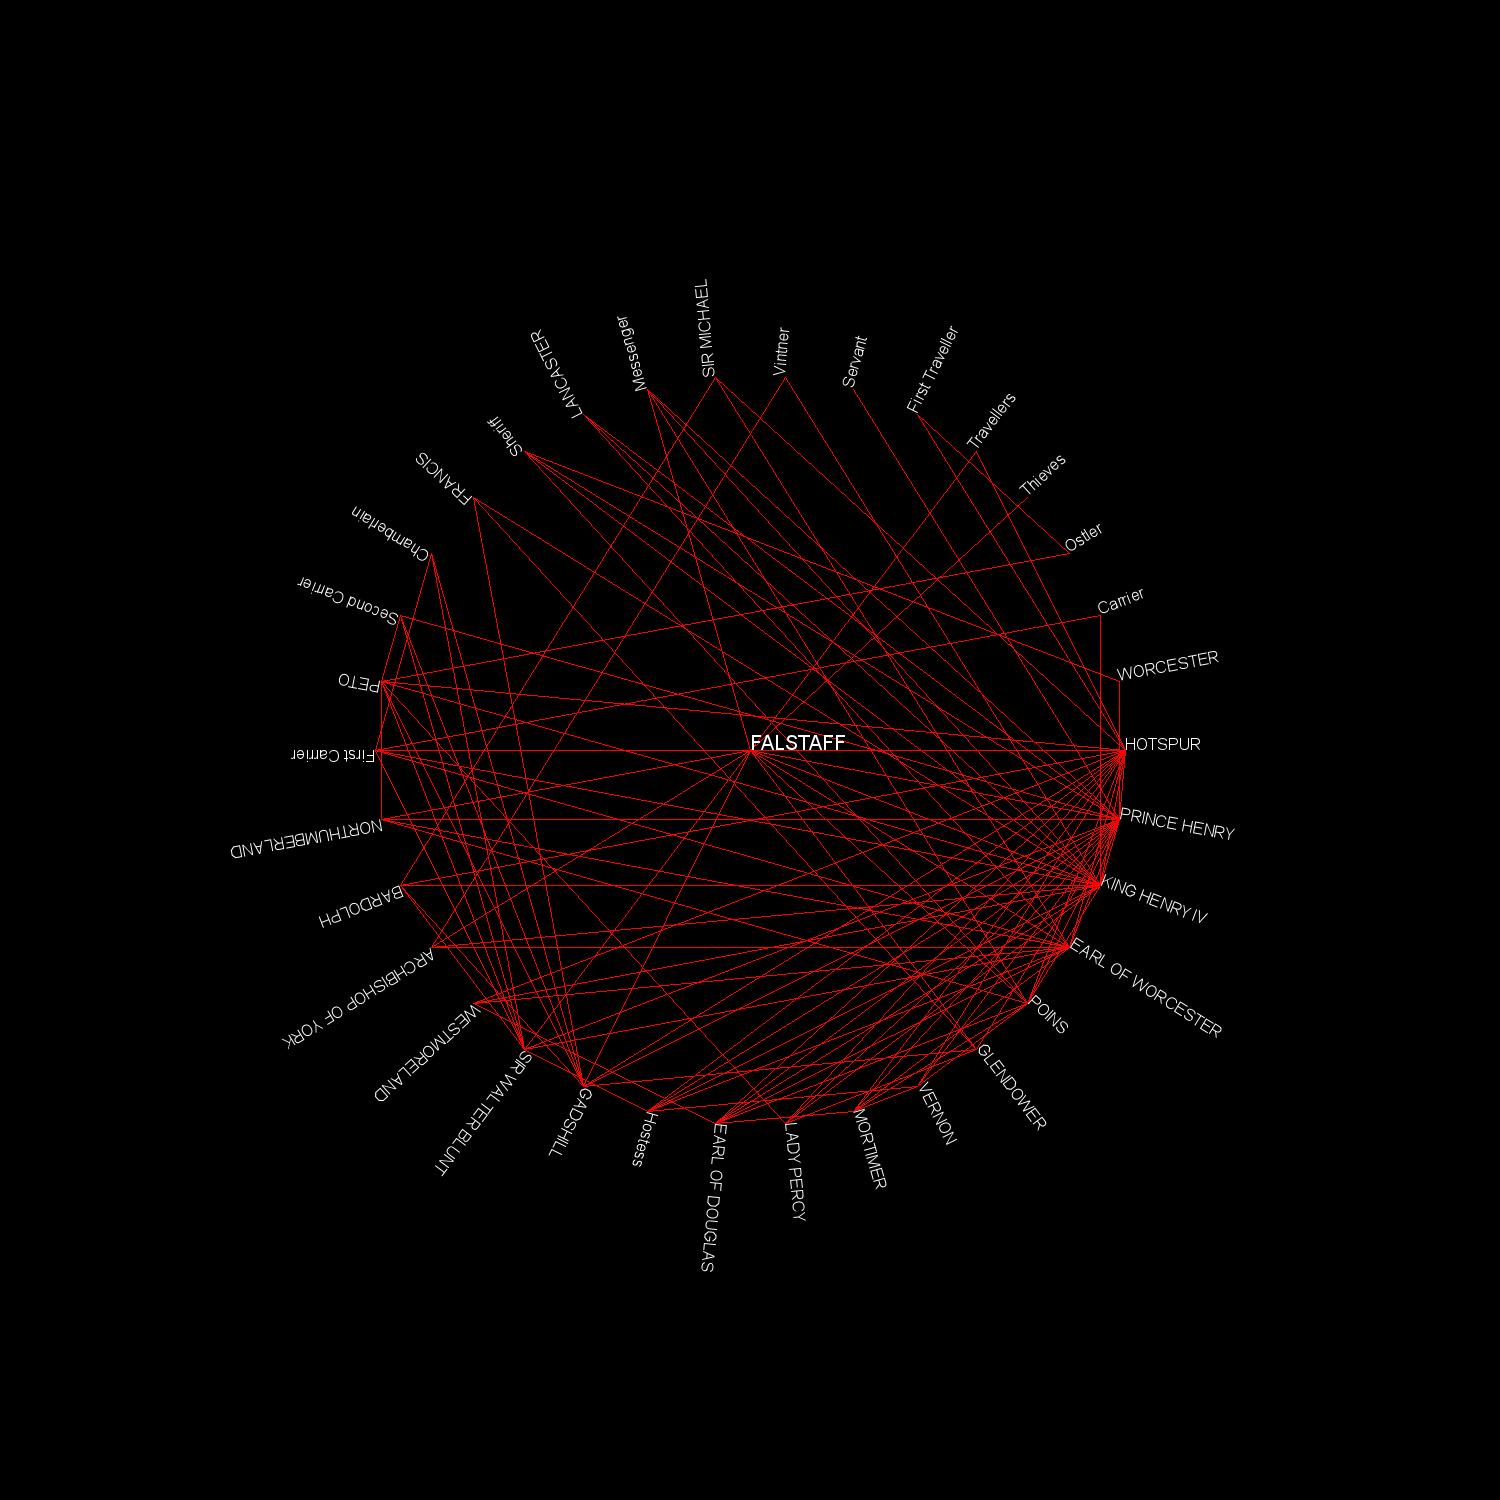 FALSTAFF
HOTSPUR
PRINCE HENRY
KING HENRY IV
EARL OF WORCESTER
POINS
GLENDOWER
VERNON
MORTIMER
LADY PERCY
EARL OF DOUGLAS
Hostess
GADSHILL
SIR WALTER BLUNT
WESTMORELAND
ARCHBISHOP OF YORK
BARDOLPH
NORTHUMBERLAND
First Carrier
PETO
Second Carrier
Chamberlain
FRANCIS
Sheriff
LANCASTER
Messenger
SIR MICHAEL
Vintner
Servant
First Traveller
Travellers
Thieves
Ostler
Carrier
WORCESTER